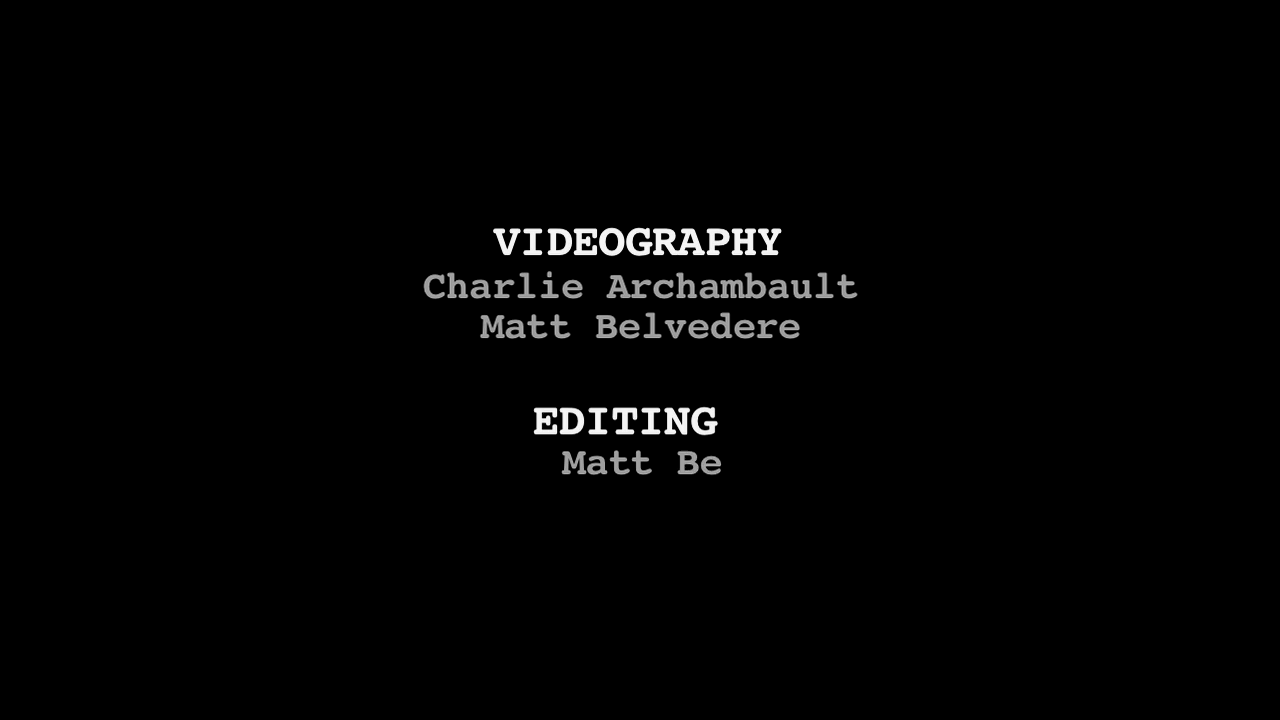 VIDEOGRAPHY
Charlie Archambault
Matt Belvedere
EDITING
Matt Be